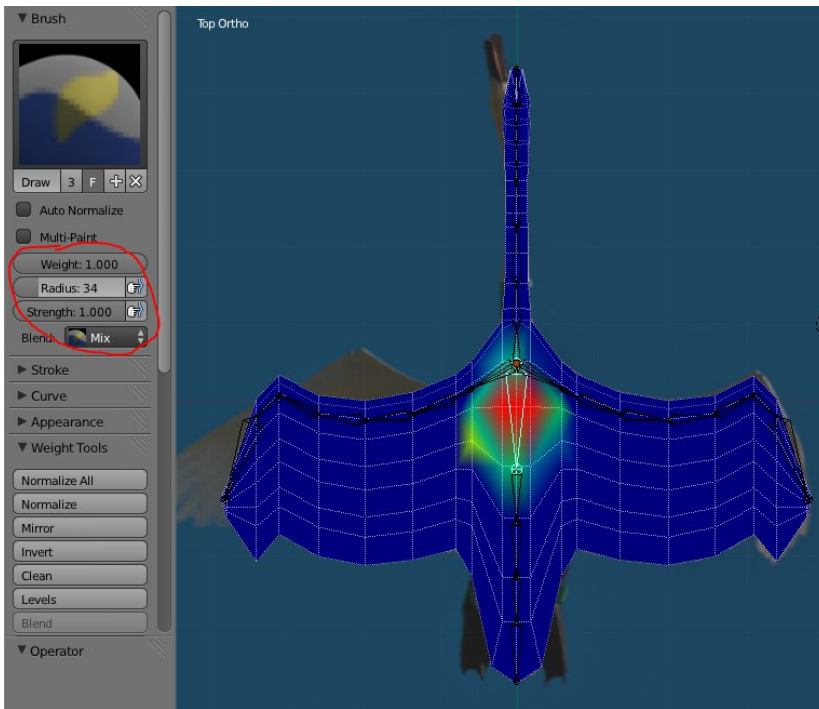 Brush
Top Ortho
Draw 3 F
Auto Normalize
Multi-Paint
Weight: 1.000
Radius: 34
Strength: 1.000
Blend: Mix
Stroke
Curve
Appearance
Weight Tools
Normalize All
Normalize
Mirror
Invert
Clean
Levels
Blend
Operator